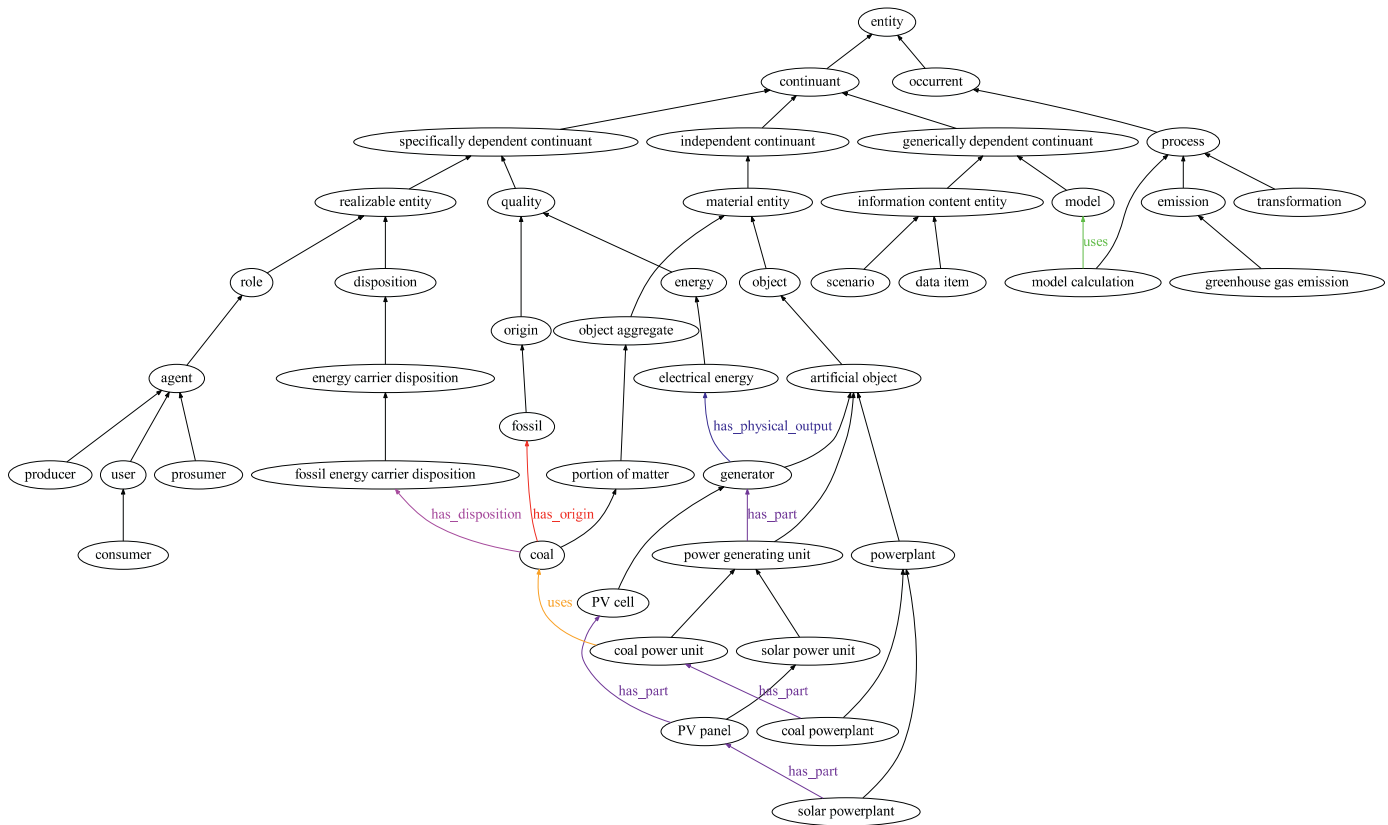 entity
continuant
occurrent
specifically dependent continuant
independent continuant
generically dependent continuant
process
realizable entity
quality
material entity
information content entity
model
emission
transformation
uses
role
disposition
energy
object
scenario
data item
model calculation
greenhouse gas emission
origin
object aggregate
agent
energy carrier disposition
electrical energy
artificial object
fossil
has_physical_output
producer
user
prosumer
fossil energy carrier disposition
portion of matter
generator
has_disposition
has_origin
has_part
consumer
coal
power generating unit
powerplant
uses
PV cell
coal power unit
solar power unit
has_part
has_part
PV panel
coal powerplant
has_part
solar powerplant